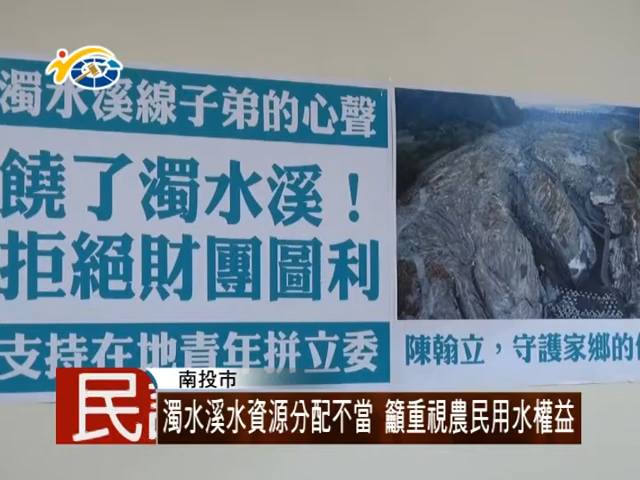 濁水溪線子弟的心聲
饒了濁水溪！
拒絕財團圖利
支持在地青年拼立委
陳翰立，守護家鄉的
民
南投市
濁水溪水資源分配不當 籲重視農民用水權益